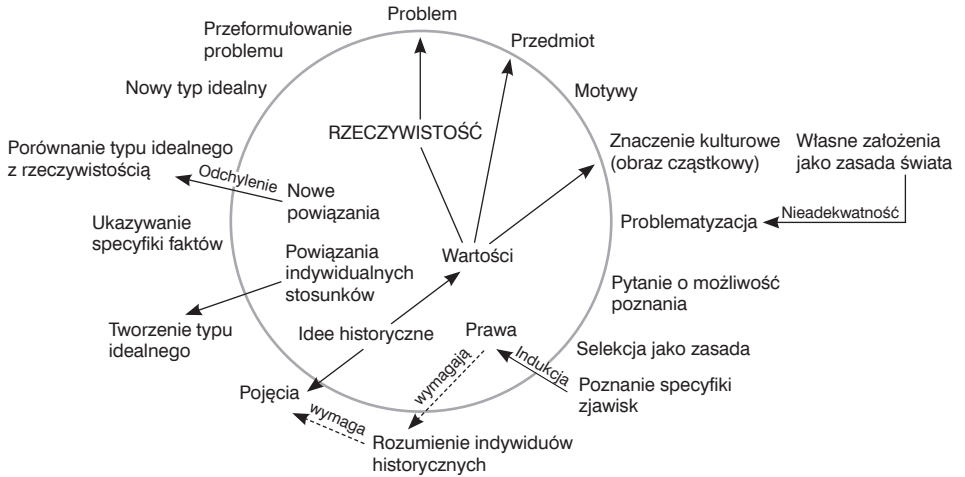 Problem
Przeformułowanie
problemu
Przedmiot
Nowy typ idealny
Motywy
RZECZYWISTOŚĆ
Znaczenie kulturowe
(obraz cząstkowy)
Własne założenia
jako zasada świata
Porównanie typu idealnego
z rzeczywistością
Odchylenie
Nowe
powiązania
Ukazywanie
specyfiki faktów
Problematyzacja
Nieadekwatność
Powiązania
indywidualnych
stosunków
Wartości
Pytanie o możliwość
poznania
Tworzenie typu
idealnego
Idee historyczne
Prawa
Selekcja jako zasada
Indukcja
Poznanie specyfiki
zjawisk
Pojęcia
wymagają
wymaga
Rozumienie indywiduów
historycznych